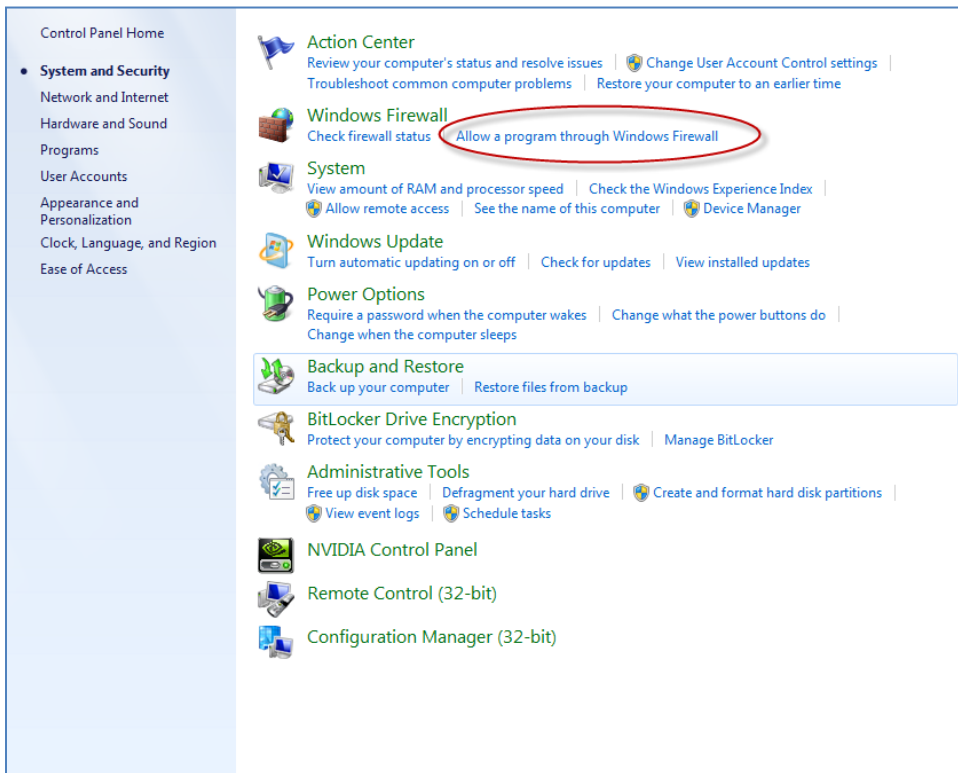 Control Panel Home
System and Security
Network and Internet
Hardware and Sound
Programs
User Accounts
Appearance and
Personalization
Clock, Language, and Region
Ease of Access
Action Center
Review your computer's status and resolve issues Change User Account Control settings
Troubleshoot common computer problems Restore your computer to an earlier time
Windows Firewall
Check firewall status Allow a program through Windows Firewall
System
View amount of RAM and processor speed Check the Windows Experience Index
Allow remote access See the name of this computer Device Manager
Windows Update
Turn automatic updating on or off Check for updates View installed updates
Power Options
Require a password when the computer wakes Change what the power buttons do
Change when the computer sleeps
Backup and Restore
Back up your computer Restore files from backup
BitLocker Drive Encryption
Protect your computer by encrypting data on your disk Manage BitLocker
Administrative Tools
Free up disk space Defragment your hard drive Create and format hard disk partitions
View event logs Schedule tasks
NVIDIA Control Panel
Remote Control (32-bit)
Configuration Manager (32-bit)